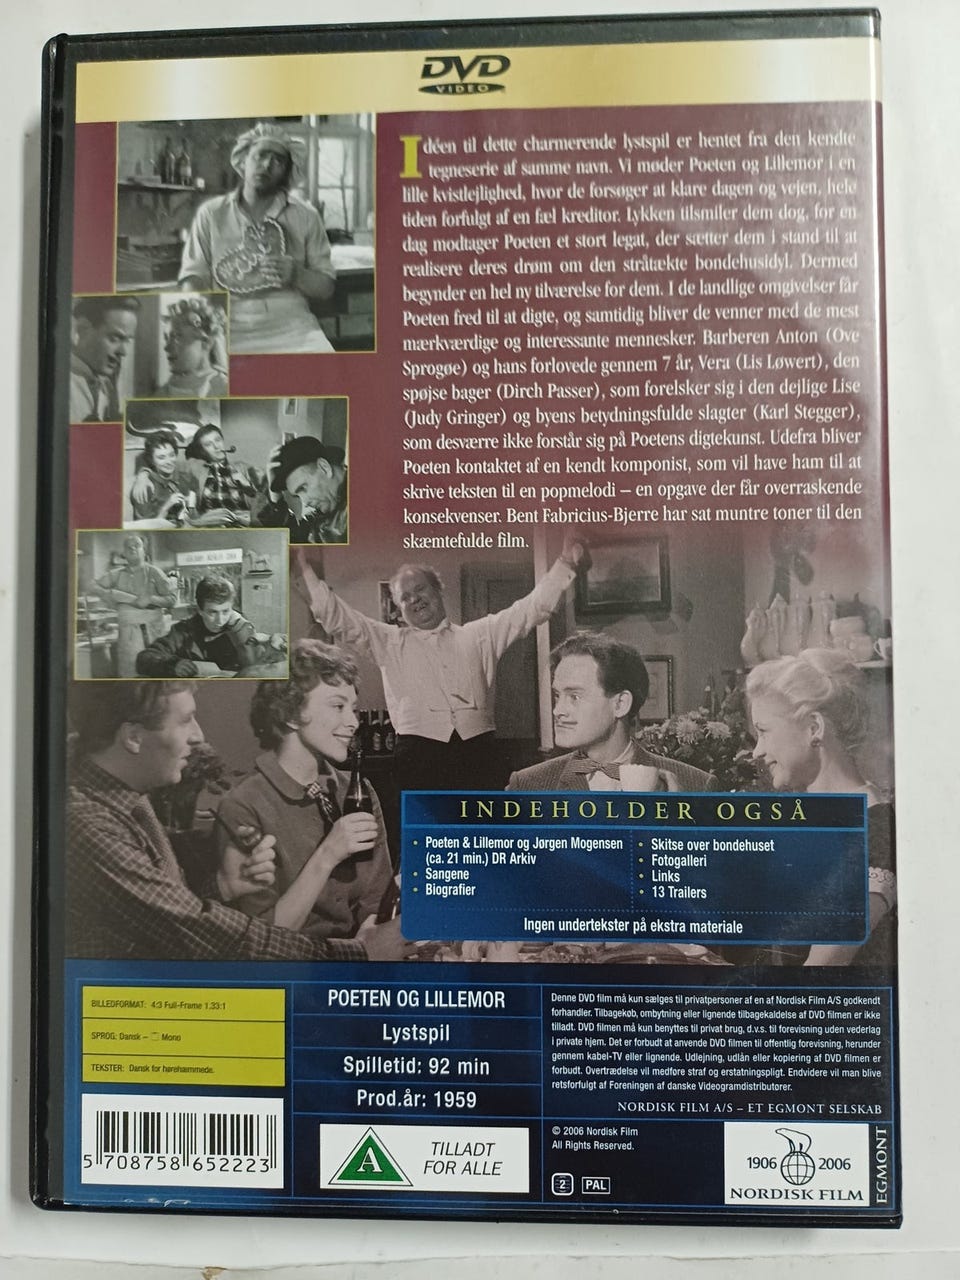 DVD
VIDEO
Idéen til dette charmerende lystspil er hentet fra den kendte
tegneserie af samme navn. Vi møder Poeten og Lillemor i en
lille kvistlejlighed, hvor de forsøger at klare dagen og vejen, hele
tiden forfulgt af en fæl kreditor. Lykken tilsmiler dem dog, for en
dag modtager Poeten et stort legat, der sætter dem i stand til at
realisere deres drøm om den stråtækte bondehusidyl. Dermed
begynder en hel ny tilværelse for dem. I de landlige omgivelser får
Poeten fred til at digte, og samtidig bliver de venner med de mest
mærkværdige og interessante mennesker. Barberen Anton (Ove
Sprogøe) og hans forlovede gennem 7 år, Vera (Lis Løwert), den
spøjse bager (Dirch Passer), som forelsker sig i den dejlige Lise
(Judy Gringer) og byens betydningsfulde slagter (Karl Stegger),
som desværre ikke forstår sig på Poetens digtekunst. Udefra bliver
Poeten kontaktet af en kendt komponist, som vil have ham til at
skrive teksten til en popmelodi – en opgave der får overraskende
konsekvenser. Bent Fabricius-Bjerre har sat muntre toner til den
skæmtefulde film.
INDEHOLDER OGSÅ
• Poeten & Lillemor og Jørgen Mogensen
(ca. 21 min.) DR Arkiv
• Sangene
• Biografier
• Skitse over bondehuset
• Fotogalleri
• Links
• 13 Trailers
Ingen undertekster på ekstra materiale
BILLEDFORMAT: 4:3 Full-Frame 1.33:1
SPROG: Dansk – Mono
TEKSTER: Dansk for hørehæmmede.
5 708758 652223
POETEN OG LILLEMOR
Lystspil
Spilletid: 92 min
Prod.år: 1959
A
TILLADT
FOR ALLE
Denne DVD film må kun sælges til privatpersoner af en af Nordisk Film A/S godkendt
forhandler. Tilbagekøb, ombytning eller lignende tilbagekaldelse af DVD filmen er ikke
tilladt. DVD filmen må kun benyttes til privat brug, d.v.s. til forevisning uden vederlag
i private hjem. Det er forbudt at anvende DVD filmen til offentlig forevisning, herunder
gennem kabel-TV eller lignende. Udlejning, udlån eller kopiering af DVD filmen er
forbudt. Overtrædelse vil medføre straf og erstatningspligt. Endvidere vil man blive
retsforfulgt af Foreningen af danske Videogramdistributører.
NORDISK FILM A/S – ET EGMONT SELSKAB
© 2006 Nordisk Film
All Rights Reserved.
2
PAL
1906 2006
NORDISK FILM
EGMONT